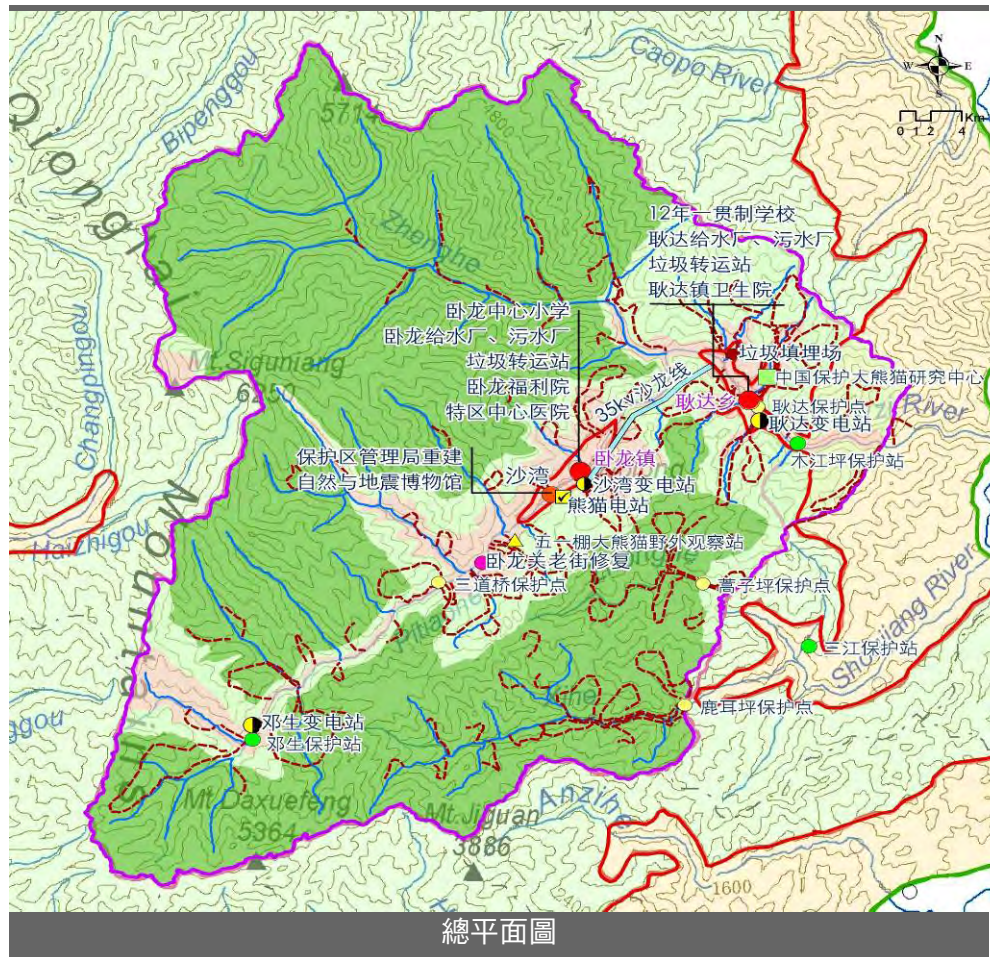 N
W
E
S
Km
0 1 2 4
Caopo River
Bipenggou
Qionglai
Mountains
5714
Zhenghe
12年一贯制学校
耿达给水厂、污水厂
垃圾转运站
耿达镇卫生院
卧龙中心小学
卧龙给水厂、污水厂
垃圾转运站
卧龙福利院
特区中心医院
35kv沙龙线
垃圾填埋场
中国保护大熊猫研究中心
耿达乡
耿达保护点
耿达变电站
River
木江坪保护站
Mt.Siguniang
6250
Changpingou
保护区管理局重建
自然与地震博物馆
沙湾
卧龙镇
沙湾变电站
熊猫电站
五一棚大熊猫野外观察站
卧龙关老街修复
三道桥保护点
蒿子坪保护点
Haizhigou
Pitiaohe
Shoujiang River
三江保护站
鹿耳坪保护点
邓生变电站
邓生保护站
Mt.Daxuefeng
5364
Mt.Jiguan
3886
Anzihe
1600
總平面圖